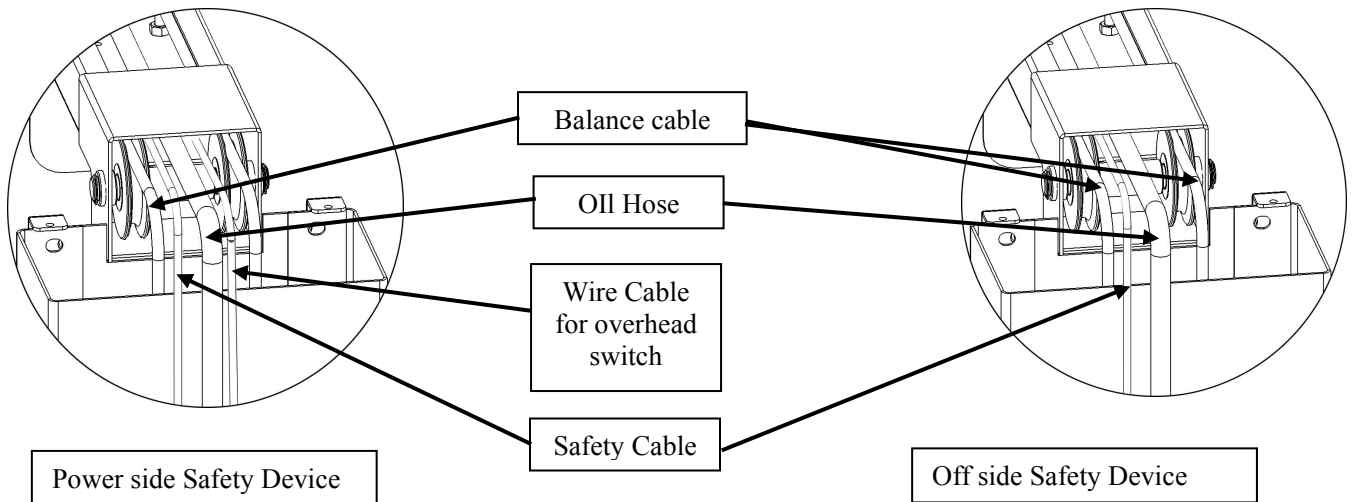 Balance cable
OIl Hose
Wire Cable
for overhead
switch
Safety Cable
Power side Safety Device
Off side Safety Device